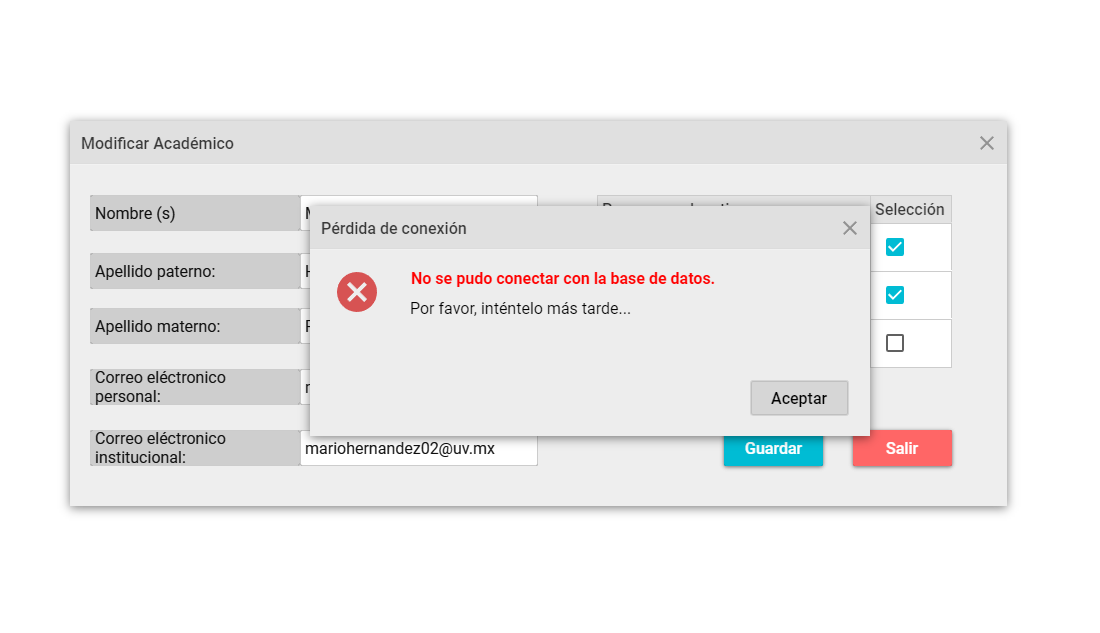 Modificar Académico
Nombre (s)
Selección
Pérdida de conexión
Apellido paterno:
No se pudo conectar con la base de datos.
Por favor, inténtelo más tarde...
Apellido materno:
Correo eléctronico
personal:
Aceptar
Correo eléctronico
institucional:
mariohernandez02@uv.mx
Guardar
Salir